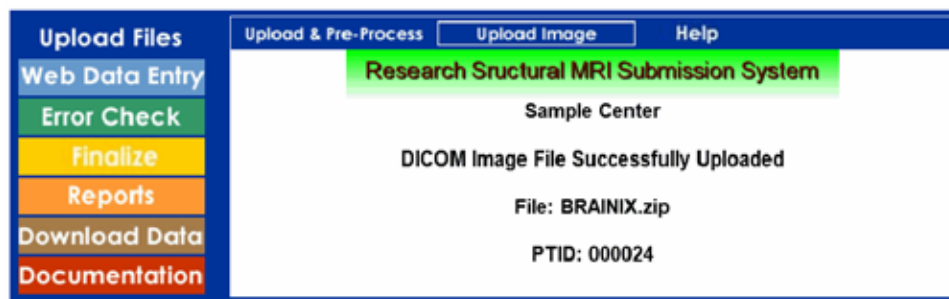 Upload Files
Web Data Entry
Error Check
Finalize
Reports
Download Data
Documentation
Upload & Pre-Process Upload Image Help
Research Sructural MRI Submission System
Sample Center
DICOM Image File Successfully Uploaded
File: BRAINIX.zip
PTID: 000024